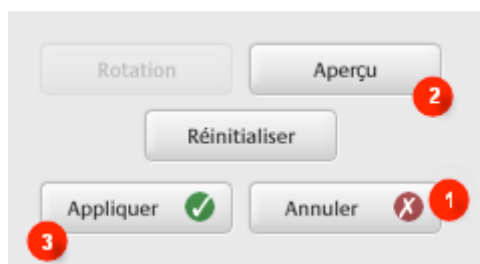 Rotation
Aperçu
2
Réinitialiser
Appliquer
Annuler
1
3